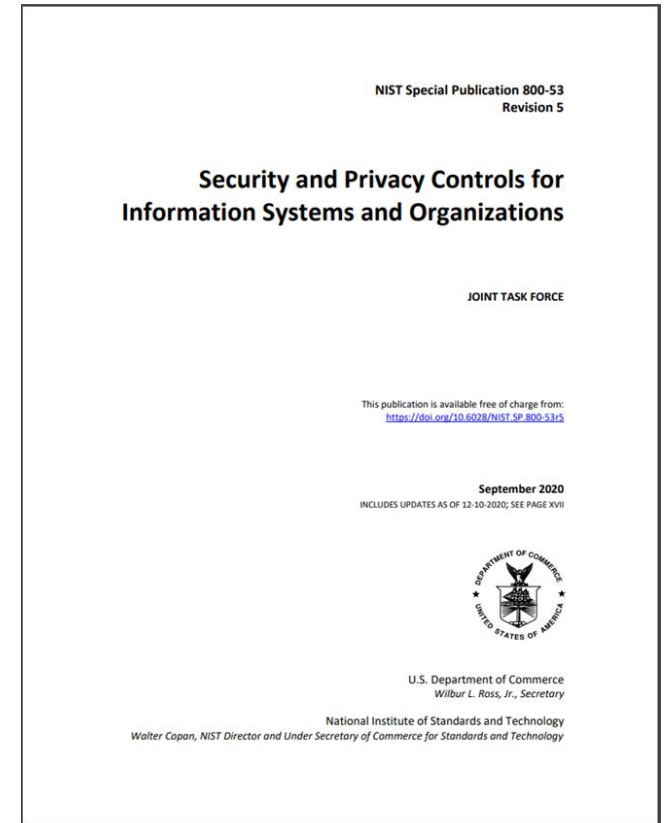 NIST Special Publication 800-53
Revision 5
Security and Privacy Controls for
Information Systems and Organizations
JOINT TASK FORCE
This publication is available free of charge from:
https://doi.org/10.6028/NIST.SP.800-53r5
September 2020
INCLUDES UPDATES AS OF 12-10-2020; SEE PAGE XVII
DEPARTMENT OF COMMERCE
UNITED STATES OF AMERICA
U.S. Department of Commerce
Wilbur L. Ross, Jr., Secretary
National Institute of Standards and Technology
Walter Copan, NIST Director and Under Secretary of Commerce for Standards and Technology